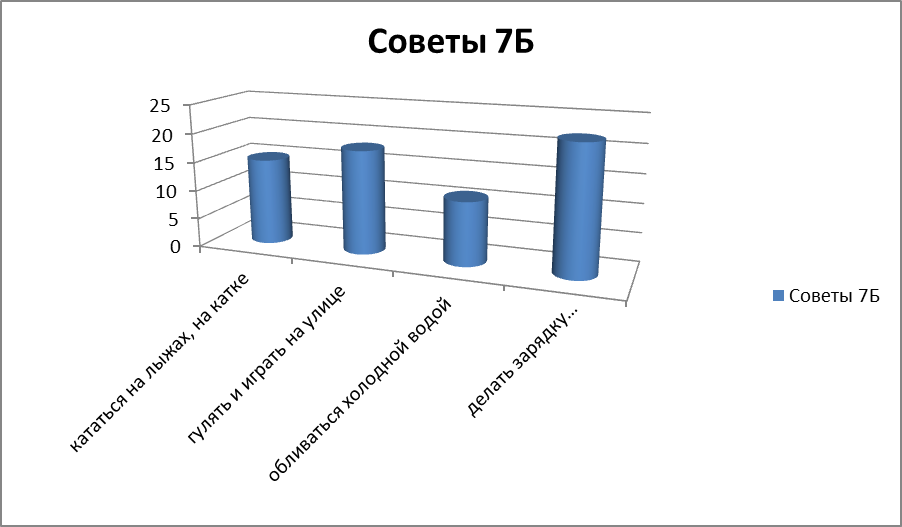 Советы 7Б
25
20
15
10
5
0
кататься на лыжах, на катке
гулять и играть на улице
обливаться холодной водой
делать зарядку...
Советы 7Б